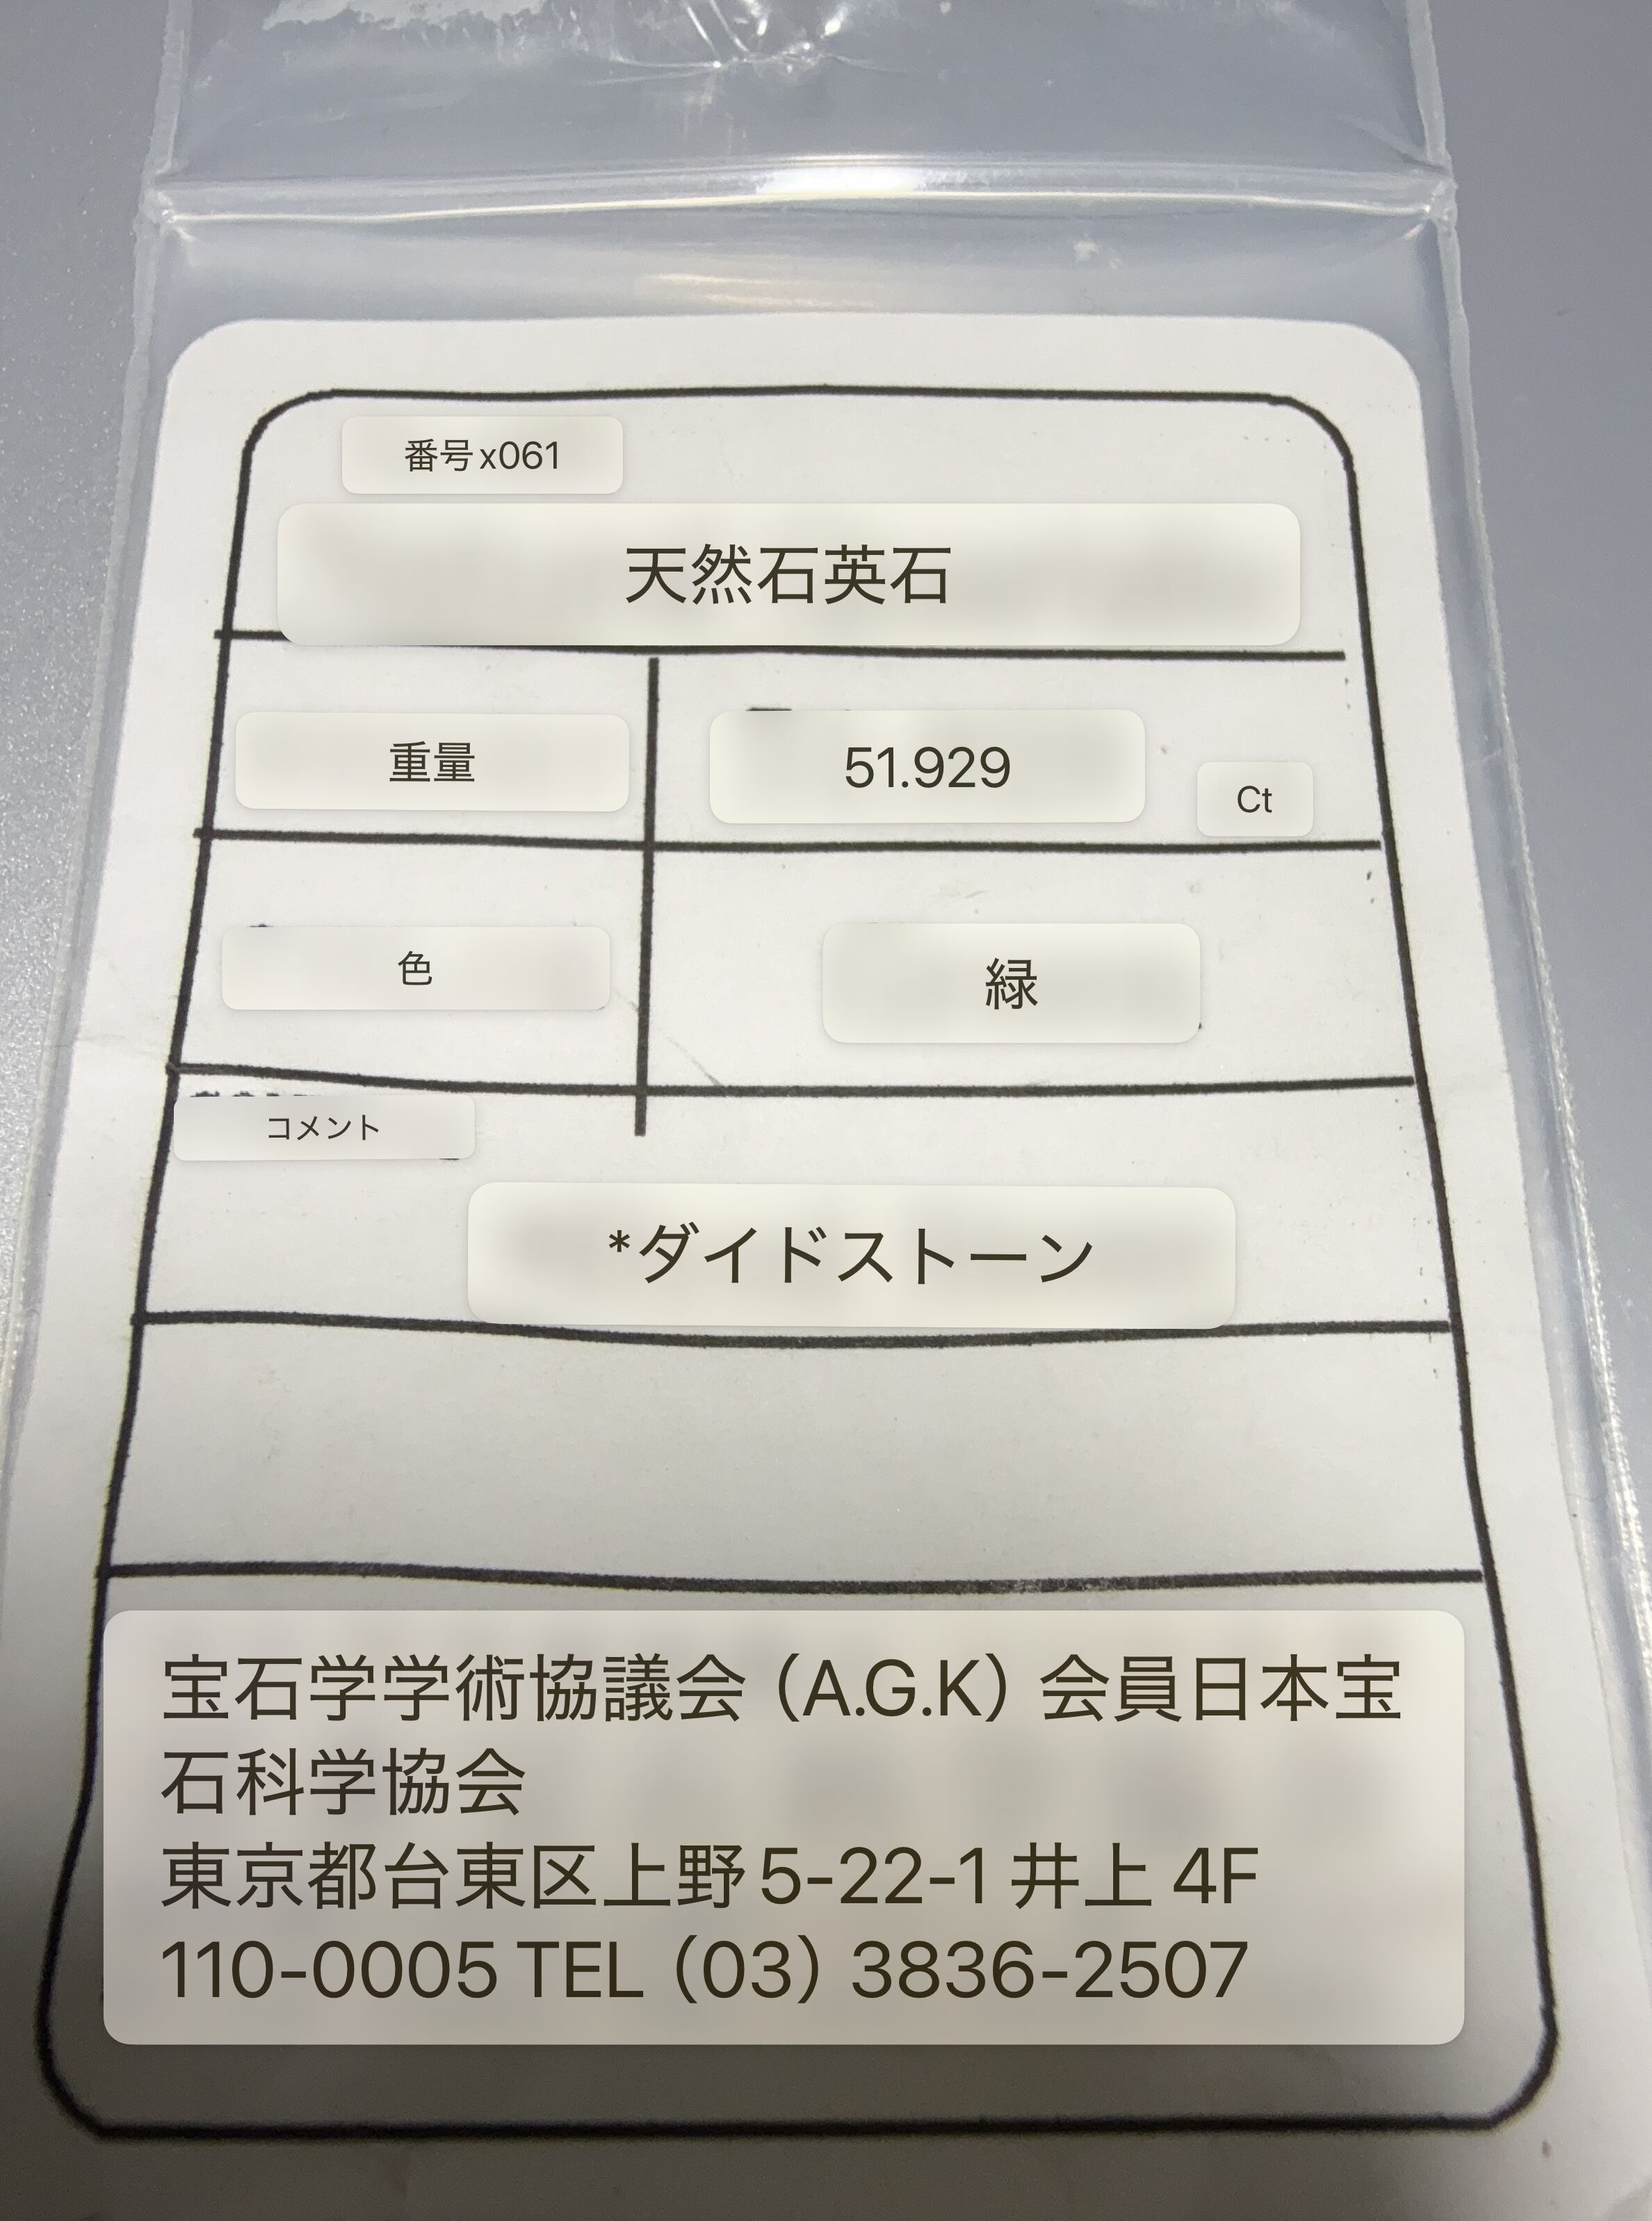 番号x061
天然石英石
重量 51.929 Ct
色 緑
コメント
*ダイドストーン
宝石学学術協議会（A.G.K）会員日本宝
石科学協会
東京都台東区上野5-22-1 井上 4F
110-0005 TEL（03）3836-2507